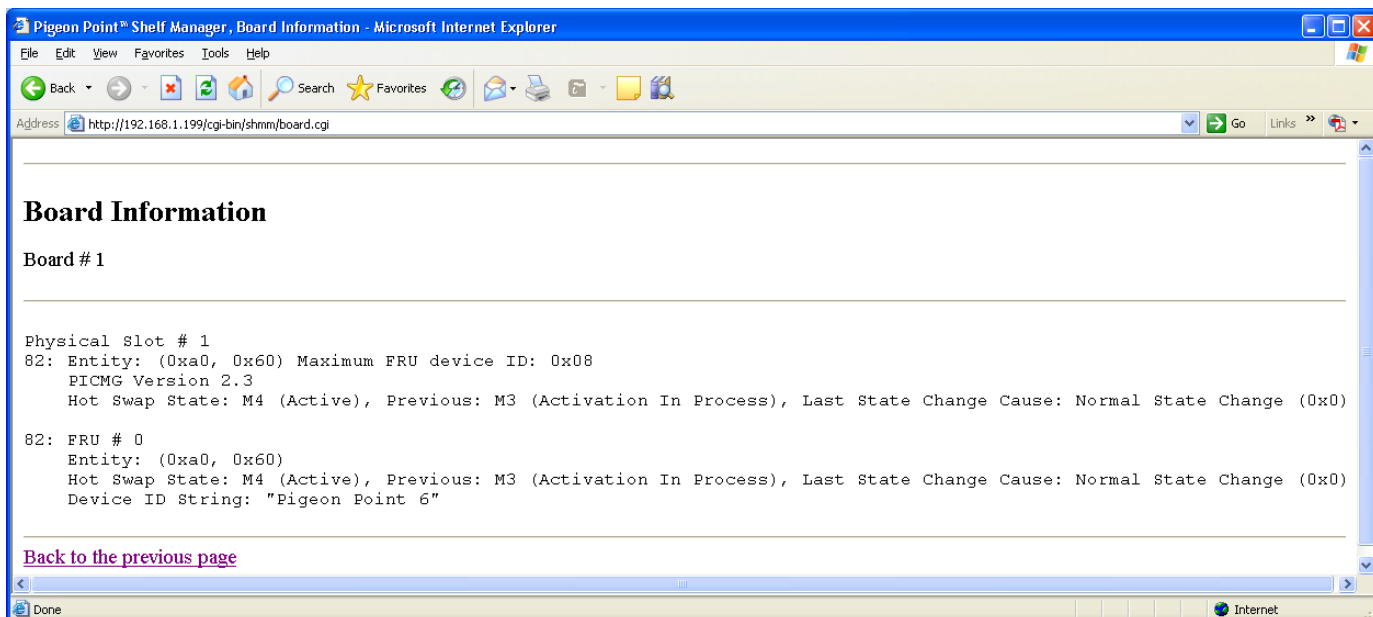 Pigeon Point™ Shelf Manager, Board Information - Microsoft Internet Explorer
File Edit View Favorites Tools Help
Back Search Favorites
Address http://192.168.1.199/cgi-bin/shmm/board.cgi Go Links »
Board Information
Board # 1
Physical Slot # 1
82: Entity: (0xa0, 0x60) Maximum FRU device ID: 0x08
PICMG Version 2.3
Hot Swap State: M4 (Active), Previous: M3 (Activation In Process), Last State Change Cause: Normal State Change (0x0)
82: FRU # 0
Entity: (0xa0, 0x60)
Hot Swap State: M4 (Active), Previous: M3 (Activation In Process), Last State Change Cause: Normal State Change (0x0)
Device ID String: "Pigeon Point 6"
Back to the previous page
Done Internet